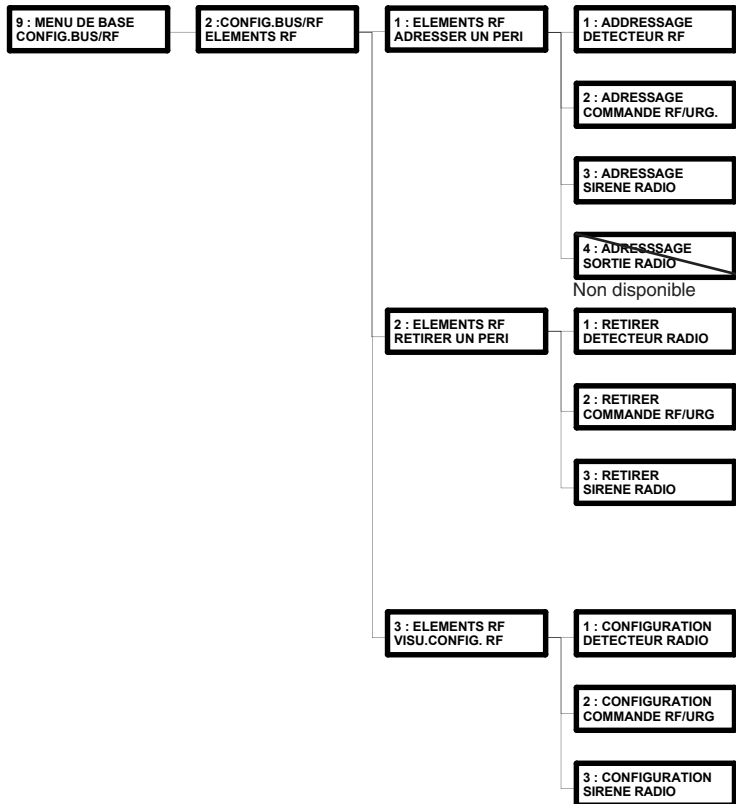 9 : MENU DE BASE
CONFIG.BUS/RF
2 :CONFIG.BUS/RF
ELEMENTS RF
1 : ELEMENTS RF
ADRESSER UN PERI
1 : ADDRESSAGE
DETECTEUR RF
2 : ADRESSAGE
COMMANDE RF/URG.
3 : ADRESSAGE
SIRENE RADIO
4 : ADRESSSAGE
SORTIE RADIO
Non disponible
2 : ELEMENTS RF
RETIRER UN PERI
1 : RETIRER
DETECTEUR RADIO
2 : RETIRER
COMMANDE RF/URG
3 : RETIRER
SIRENE RADIO
3 : ELEMENTS RF
VISU.CONFIG. RF
1 : CONFIGURATION
DETECTEUR RADIO
2 : CONFIGURATION
COMMANDE RF/URG
3 : CONFIGURATION
SIRENE RADIO